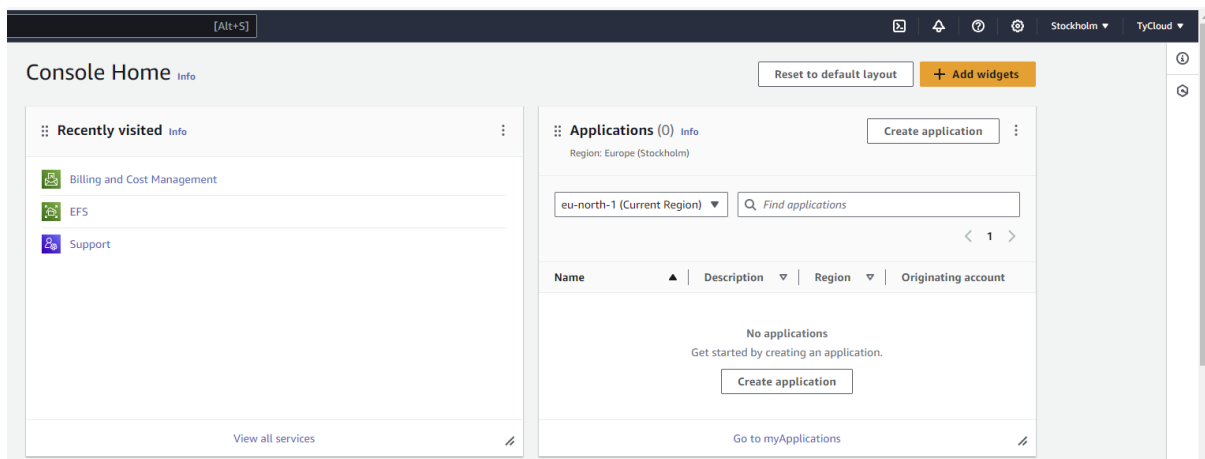 [Alt+S]
Stockholm
TyCloud
Console Home Info
Reset to default layout
+ Add widgets
Recently visited Info
Billing and Cost Management
EFS
Support
View all services
Applications (0) Info
Region: Europe (Stockholm)
Create application
eu-north-1 (Current Region)
Find applications
1
Name Description Region Originating account
No applications
Get started by creating an application.
Create application
Go to myApplications